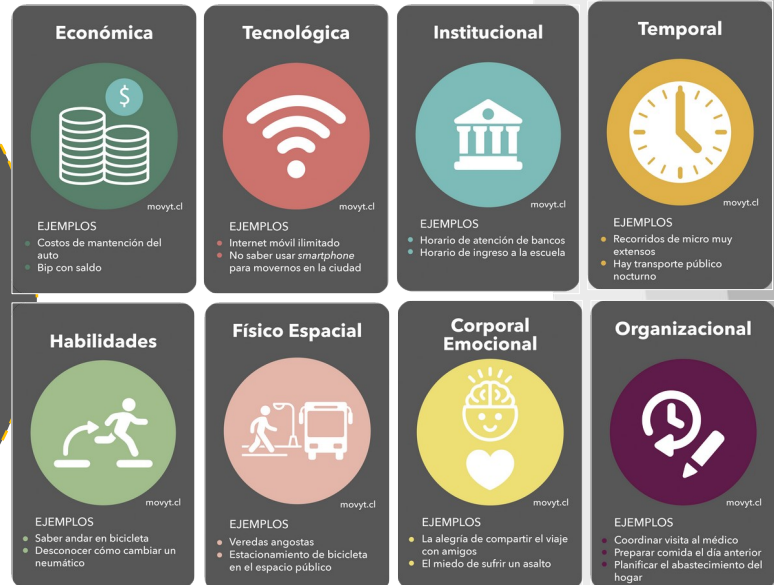 Económica
$
movyt.cl
EJEMPLOS
Costos de mantención del
auto
Bip con saldo
Tecnológica
movyt.cl
EJEMPLOS
Internet móvil ilimitado
No saber usar smartphone
para movernos en la ciudad
Institucional
movyt.cl
EJEMPLOS
Horario de atención de bancos
Horario de ingreso a la escuela
Temporal
movyt.cl
EJEMPLOS
Recorridos de micro muy
extensos
Hay transporte público
nocturno
Habilidades
movyt.cl
EJEMPLOS
Saber andar en bicicleta
Desconocer cómo cambiar un
neumático
Físico Espacial
movyt.cl
EJEMPLOS
Veredas angostas
Estacionamiento de bicicleta
en el espacio público
Corporal
Emocional
movyt.cl
EJEMPLOS
La alegría de compartir el viaje
con amigos
El miedo de sufrir un asalto
Organizacional
movyt.cl
EJEMPLOS
Coordinar visita al médico
Preparar comida el día anterior
Planificar el abastecimiento del
hogar